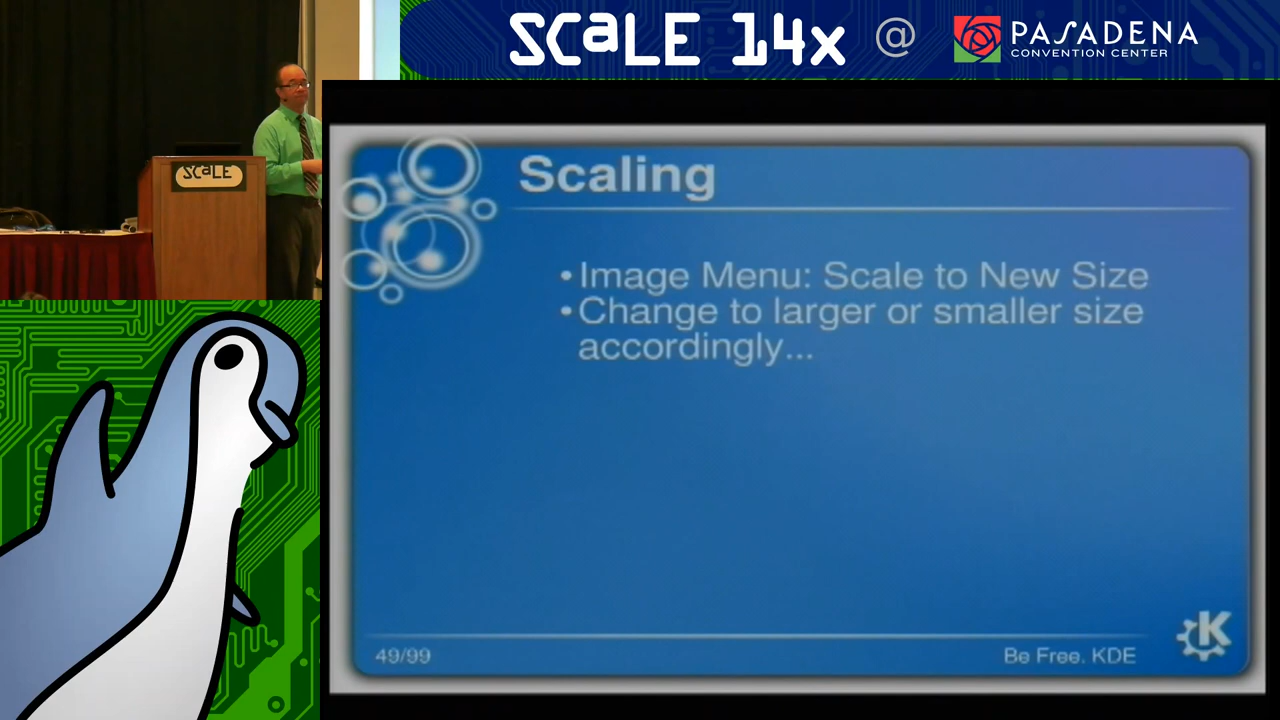 SCaLE 14x @ PASADENA
CONVENTION CENTER
SCaLE
Scaling
•Image Menu: Scale to New Size
•Change to larger or smaller size
accordingly...
49/99
Be Free. KDE
K